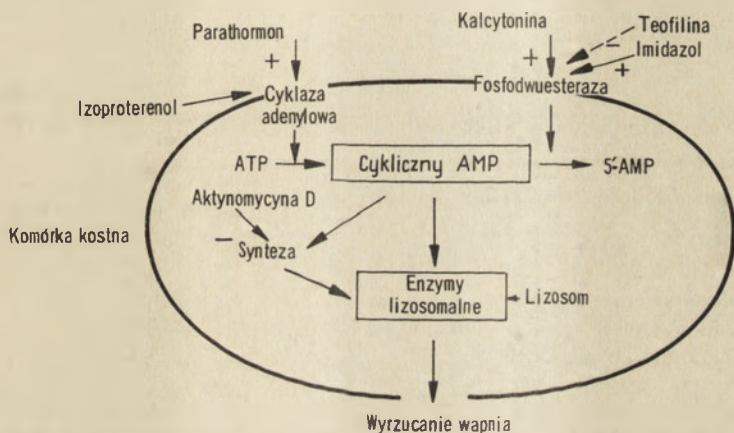 Parathormon
Kalcytonina
Teofilina
Imidazol
+
+
−
+
Izoproterenol
Cyklaza
adenylowa
Fosfodwuesteraza
ATP
Cykliczny AMP
5'-AMP
Aktynomycyna D
Komórka kostna
−
Synteza
Enzymy
lizosomalne
Lizosom
Wyrzucanie wapnia